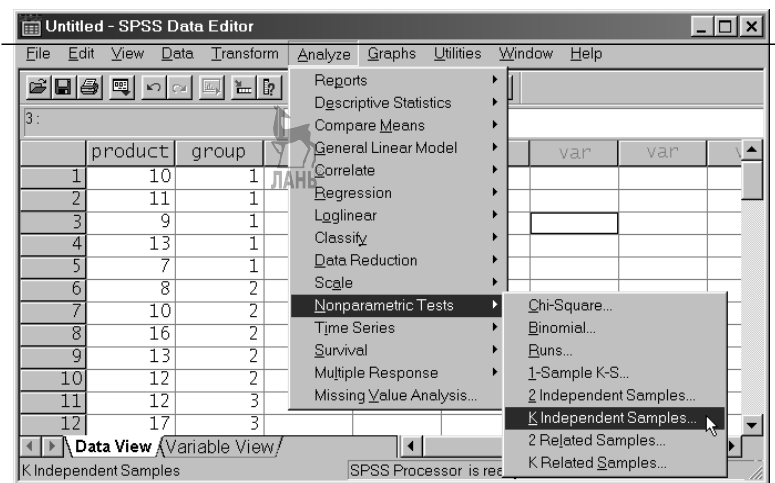 Untitled - SPSS Data Editor
File Edit View Data Transform Analyze Graphs Utilities Window Help
3 :
product group var var
1 10 1
2 11 1
3 9 1
4 13 1
5 7 1
6 8 2
7 10 2
8 16 2
9 13 2
10 12 2
11 12 3
12 17 3
Reports
Descriptive Statistics
Compare Means
General Linear Model
Correlate
Regression
Loglinear
Classify
Data Reduction
Scale
Nonparametric Tests
Time Series
Survival
Multiple Response
Missing Value Analysis...
Chi-Square...
Binomial...
Runs...
1-Sample K-S...
2 Independent Samples...
K Independent Samples...
2 Related Samples...
K Related Samples...
ЛАНЬ
Data View Variable View
K Independent Samples SPSS Processor is